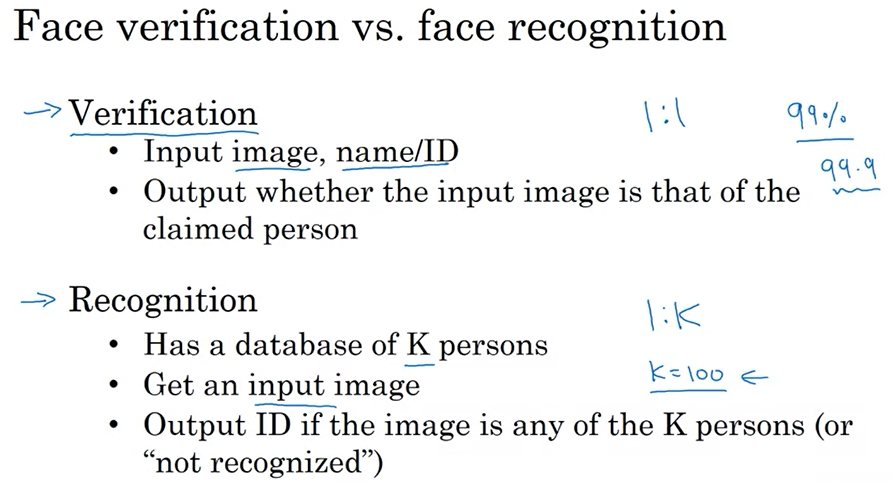 Face verification vs. face recognition
→ Verification
1:1
99%
• Input image, name/ID
99.9
• Output whether the input image is that of the
claimed person
→ Recognition
1:K
• Has a database of K persons
• Get an input image
K=100 ←
• Output ID if the image is any of the K persons (or
“not recognized”)